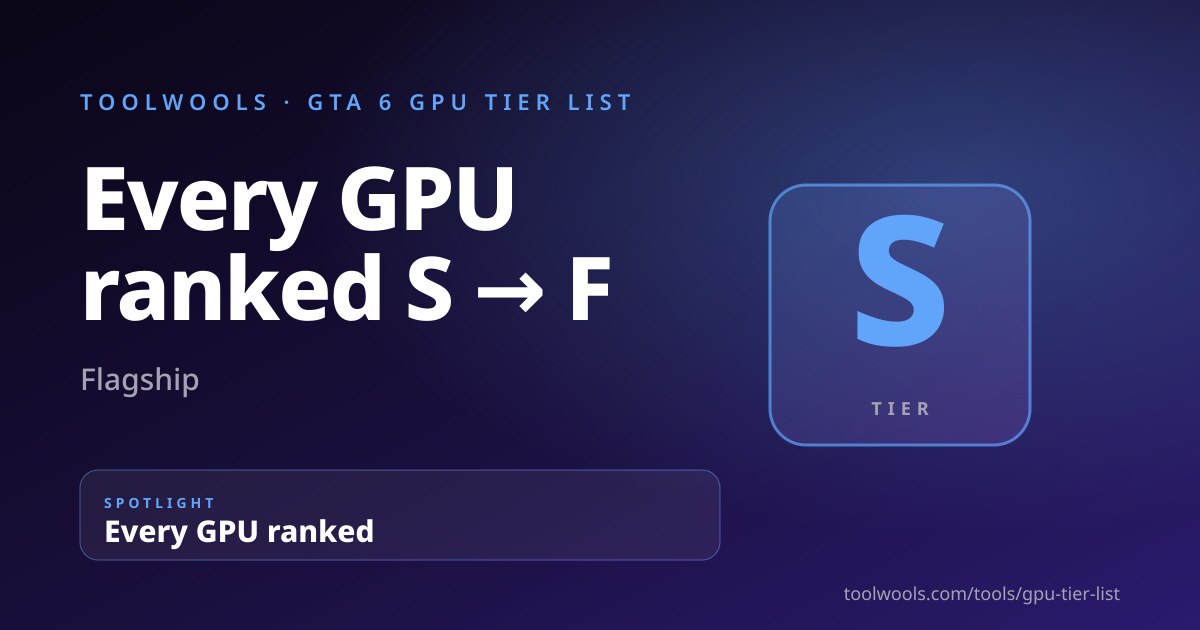 TOOLWOOLS · GTA 6 GPU TIER LIST
Every GPU
ranked S → F
Flagship
S
TIER
SPOTLIGHT
Every GPU ranked
toolwools.com/tools/gpu-tier-list